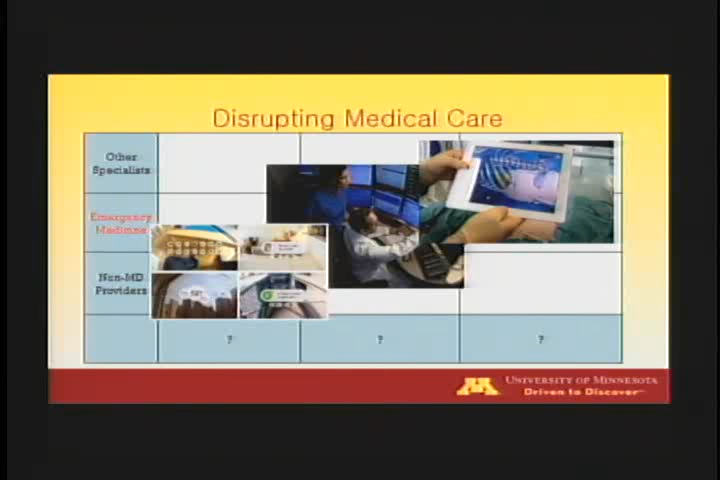 Disrupting Medical Care
Other
Specialists
Emergency
Medicine
Non-MD
Providers
?
?
?
UNIVERSITY OF MINNESOTA
Driven to Discover